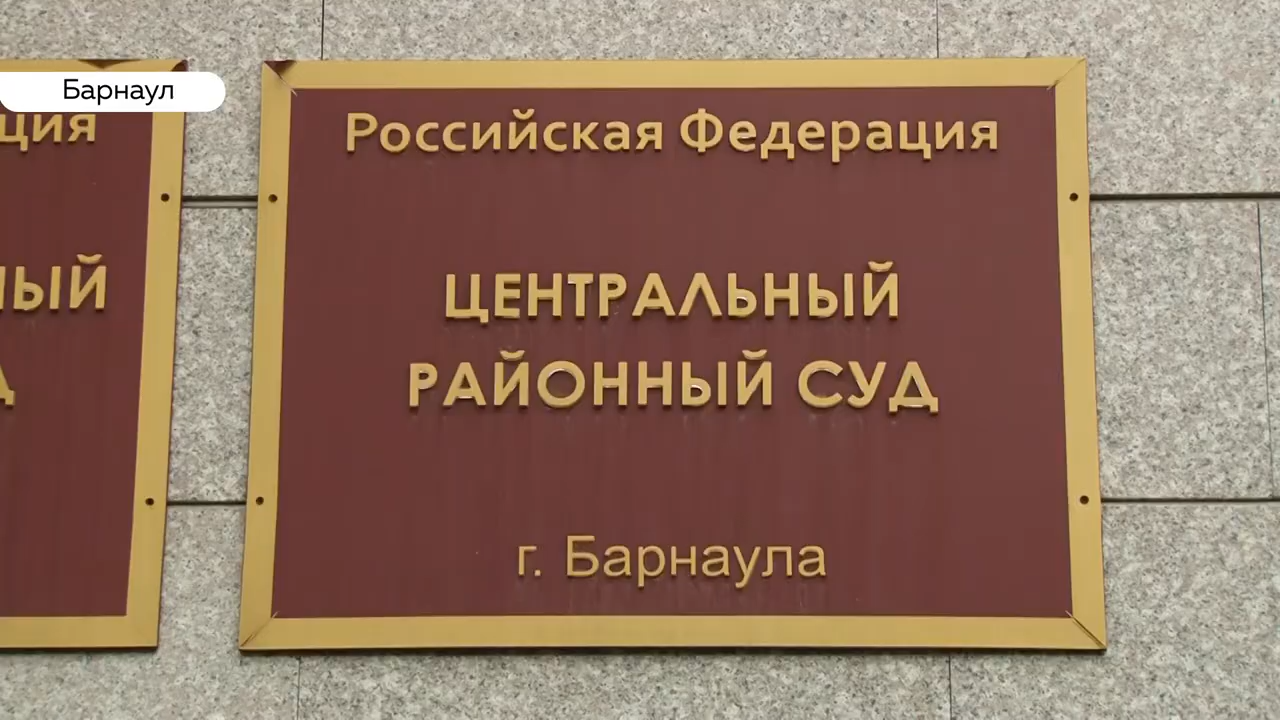 Барнаул
Российская Федерация
ЦЕНТРАЛЬНЫЙ
РАЙОННЫЙ СУД
г. Барнаула